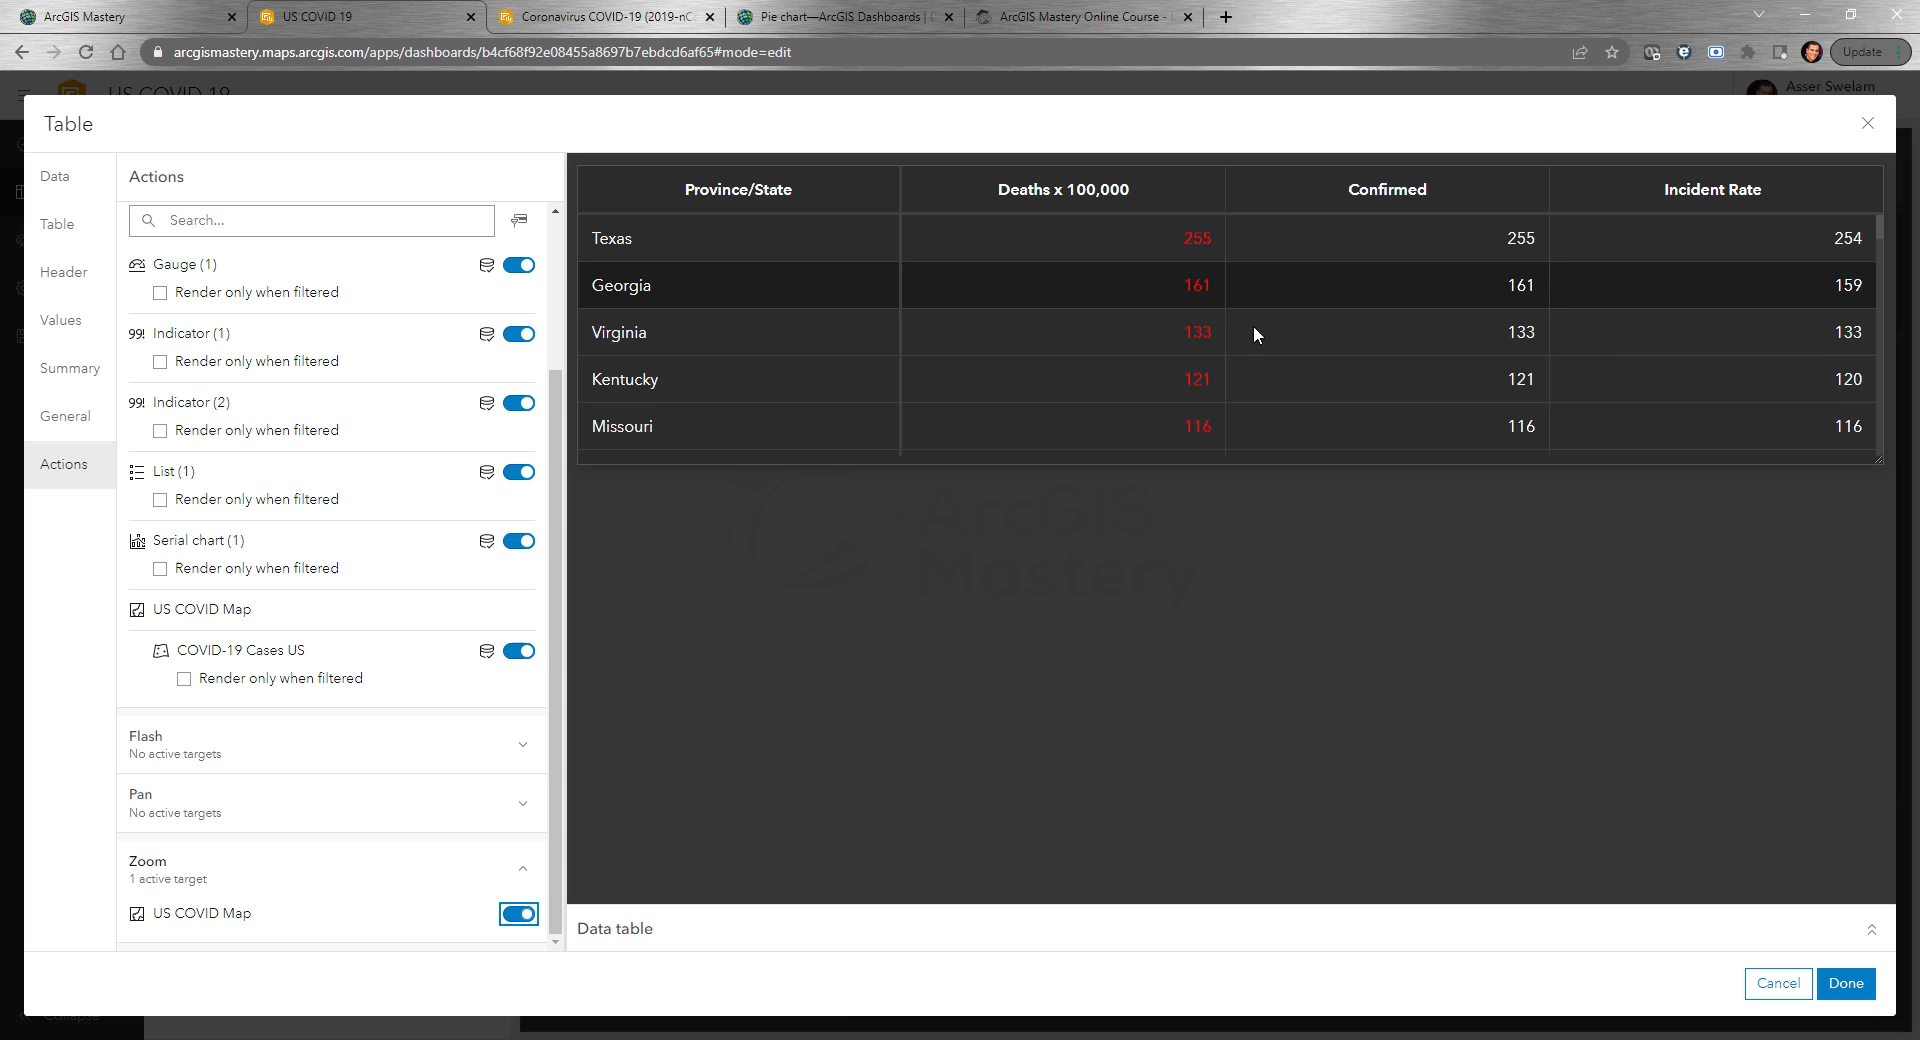 ArcGIS Mastery
US COVID 19
Coronavirus COVID-19 (2019-nC
Pie chart—ArcGIS Dashboards |
ArcGIS Mastery Online Course -
arcgismastery.maps.arcgis.com/apps/dashboards/b4cf68f92e08455a8697b7ebdcd6af65#mode=edit
Update
US COVID 19
Asser Swelam
Table
Data
Table
Header
Values
Summary
General
Actions
Actions
Search...
Gauge (1)
Render only when filtered
99! Indicator (1)
Render only when filtered
99! Indicator (2)
Render only when filtered
List (1)
Render only when filtered
Serial chart (1)
Render only when filtered
US COVID Map
COVID-19 Cases US
Render only when filtered
Flash
No active targets
Pan
No active targets
Zoom
1 active target
US COVID Map
Province/State Deaths x 100,000 Confirmed Incident Rate
Texas 255 255 254
Georgia 161 161 159
Virginia 133 133 133
Kentucky 121 121 120
Missouri 116 116 116
ArcGIS
Mastery
Data table
Cancel Done
Collapse